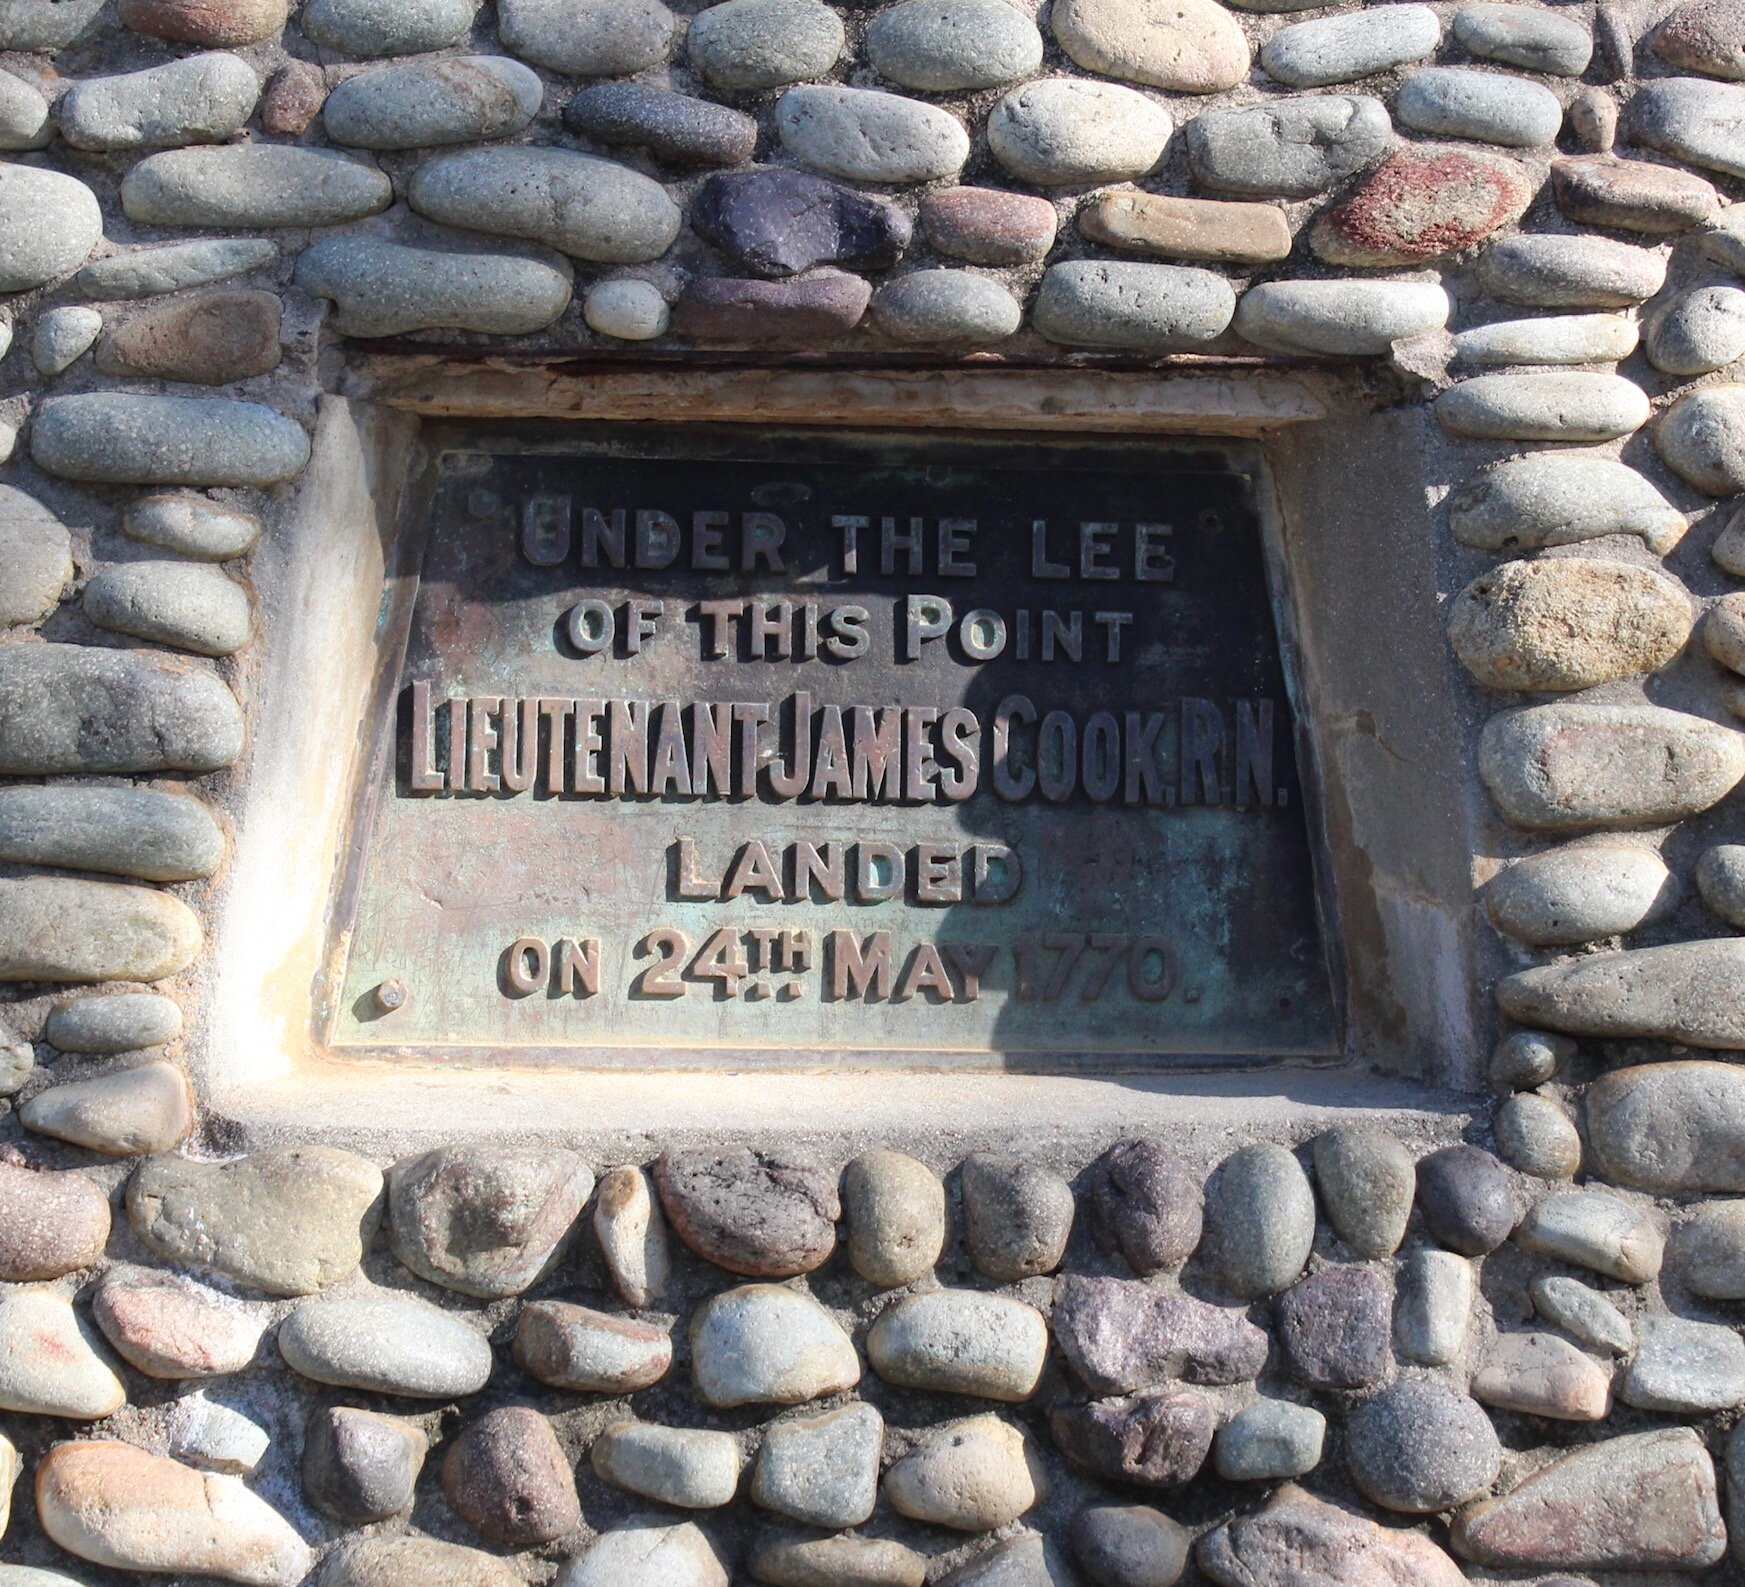 UNDER THE LEE
OF THIS POINT
LIEUTENANT JAMES COOK, R.N.
LANDED
ON 24TH MAY 1770.